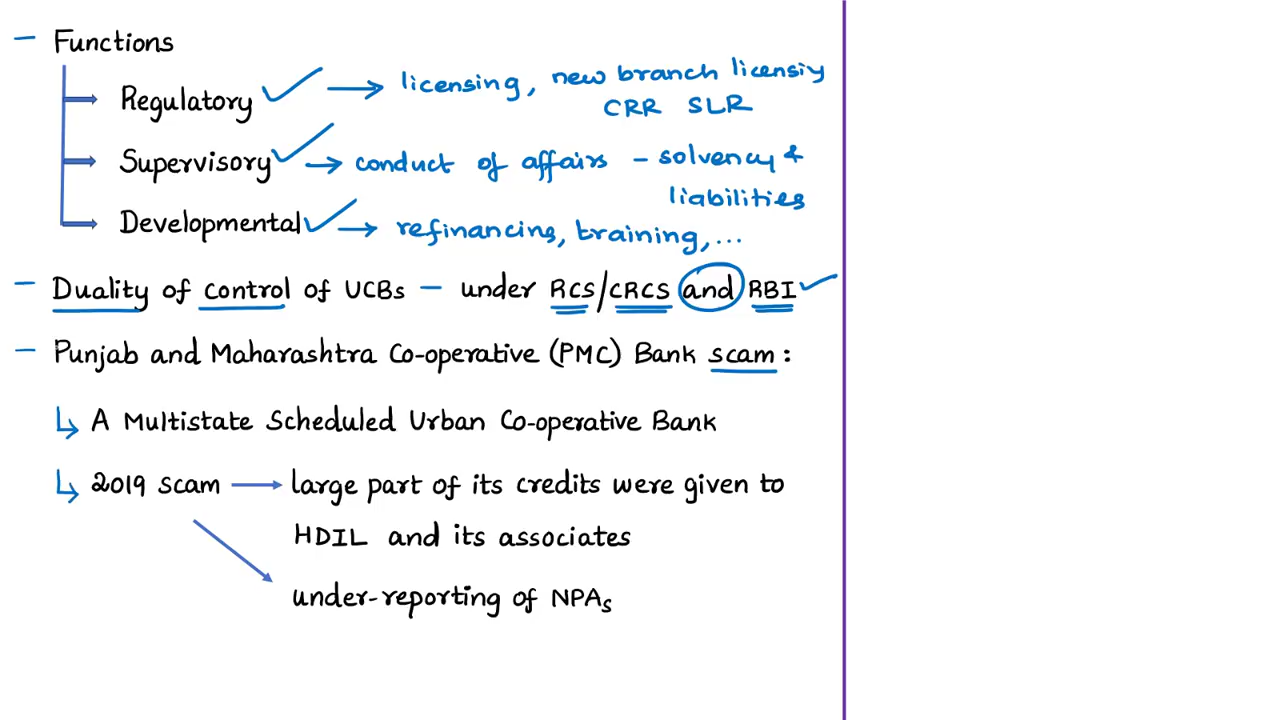 – Functions
Regulatory ✓ → licensing, new branch licensiy
CRR SLR
Supervisory ✓ → conduct of affairs – solvency &
liabilities
Developmental ✓ → refinancing, training, ...
– Duality of control of UCBs – under RCS/CRCS and RBI ✓
– Punjab and Maharashtra Co-operative (PMC) Bank scam:
↳ A Multistate Scheduled Urban Co-operative Bank
↳ 2019 scam → large part of its credits were given to
HDIL and its associates
under-reporting of NPAs